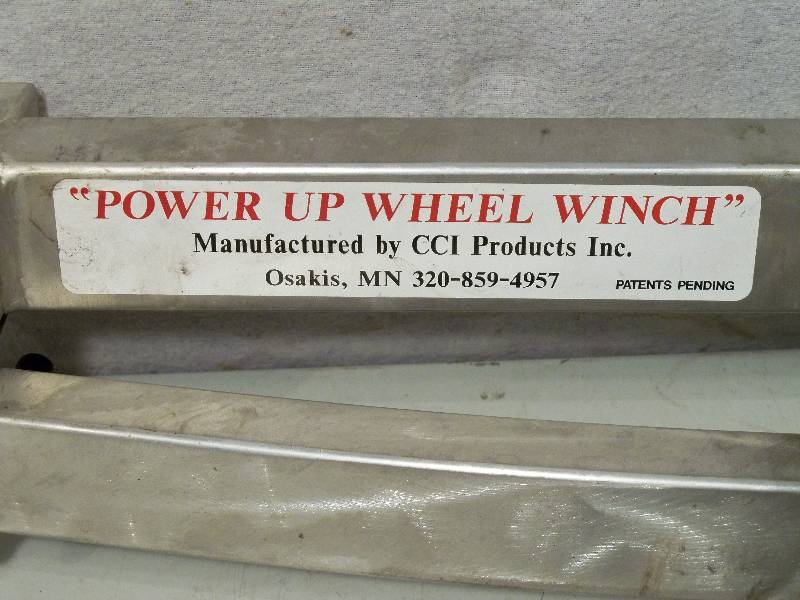 “POWER UP WHEEL WINCH”
Manufactured by CCI Products Inc.
Osakis, MN 320-859-4957 PATENTS PENDING